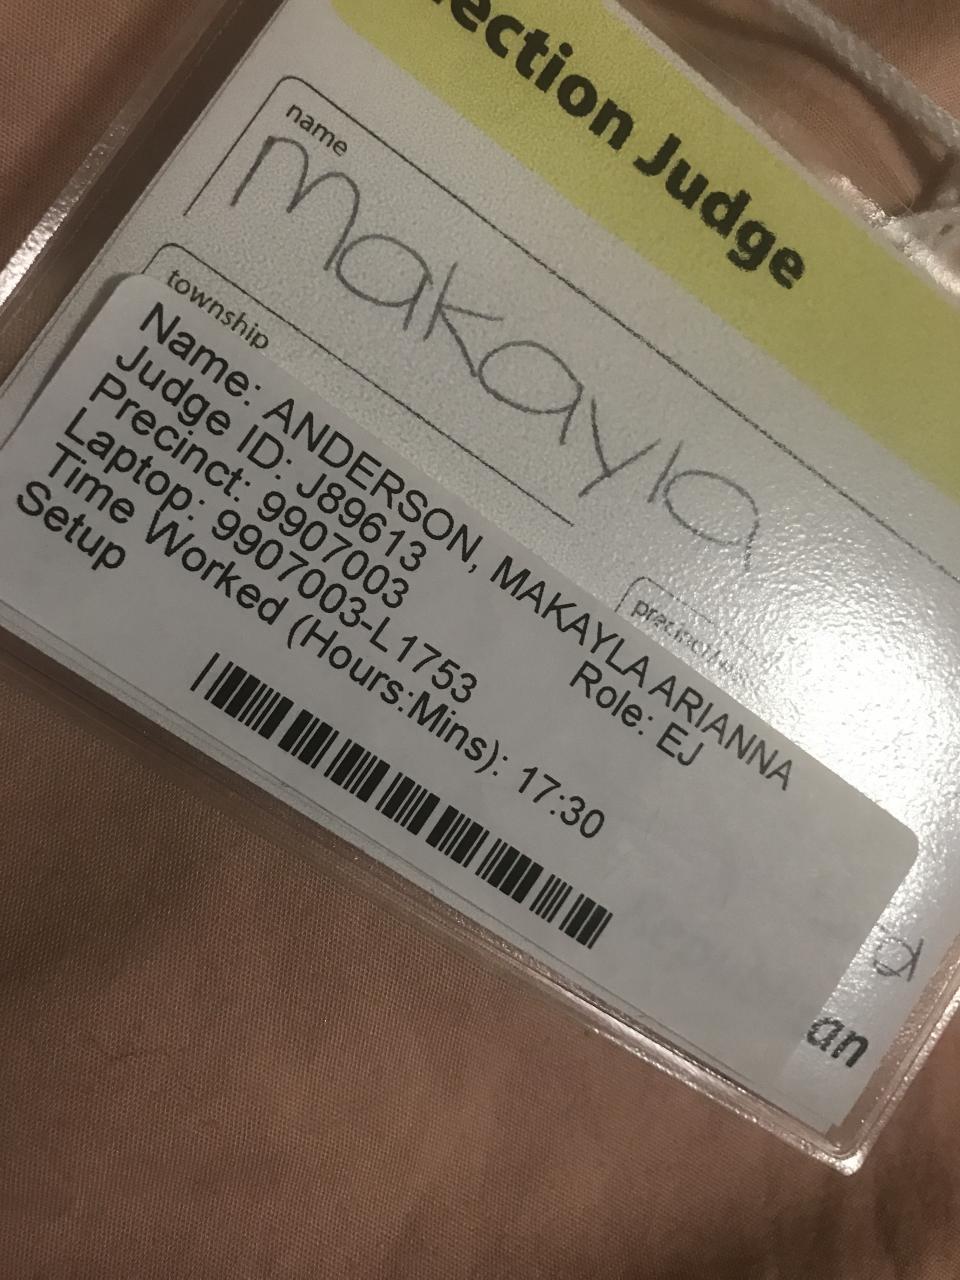 ection Judge
name
makayla
township
Name: ANDERSON, MAKAYLA ARIANNA
Judge ID: J89613
Role: EJ
Precinct: 9907003
Laptop: 9907003-L1753
Time Worked (Hours:Mins): 17:30
Setup
an